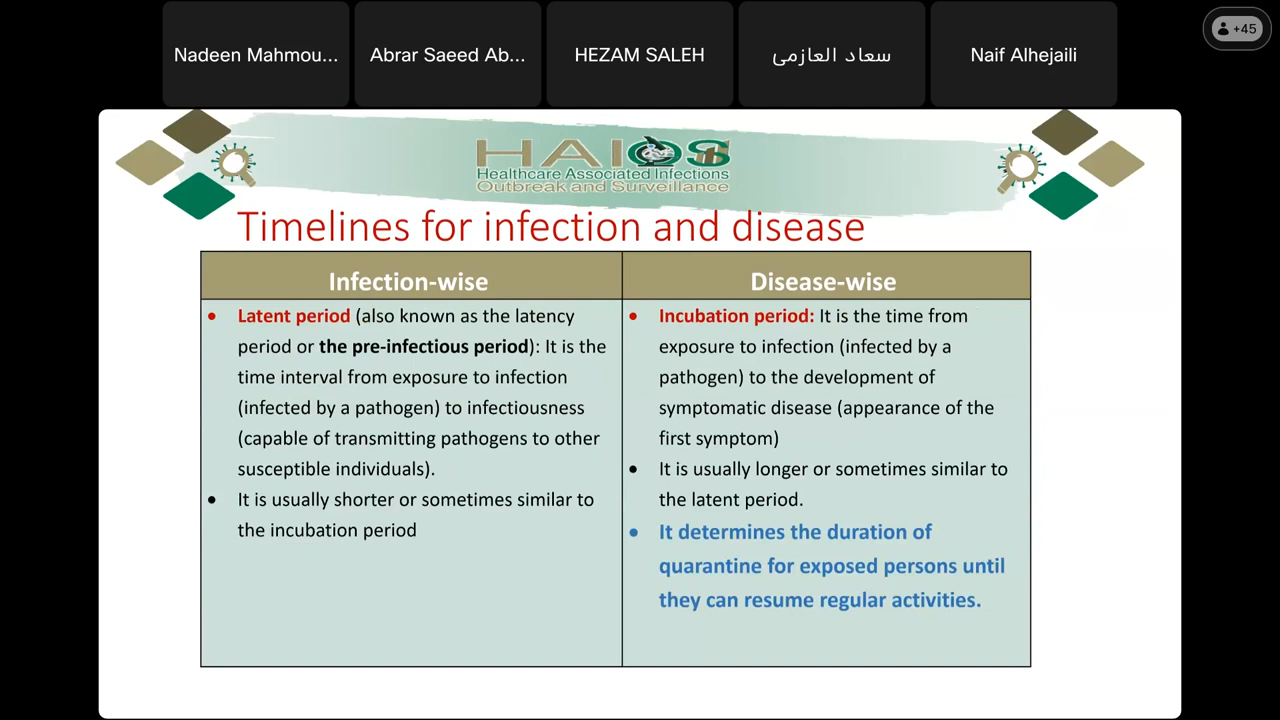 Nadeen Mahmou...
Abrar Saeed Ab...
HEZAM SALEH
سعاد العازمى
Naif Alhejaili
+45
HAIOS
Healthcare Associated Infections
Outbreak and Surveillance
Timelines for infection and disease
Infection-wise
• Latent period (also known as the latency
period or the pre-infectious period): It is the
time interval from exposure to infection
(infected by a pathogen) to infectiousness
(capable of transmitting pathogens to other
susceptible individuals).
• It is usually shorter or sometimes similar to
the incubation period
Disease-wise
• Incubation period: It is the time from
exposure to infection (infected by a
pathogen) to the development of
symptomatic disease (appearance of the
first symptom)
• It is usually longer or sometimes similar to
the latent period.
• It determines the duration of
quarantine for exposed persons until
they can resume regular activities.